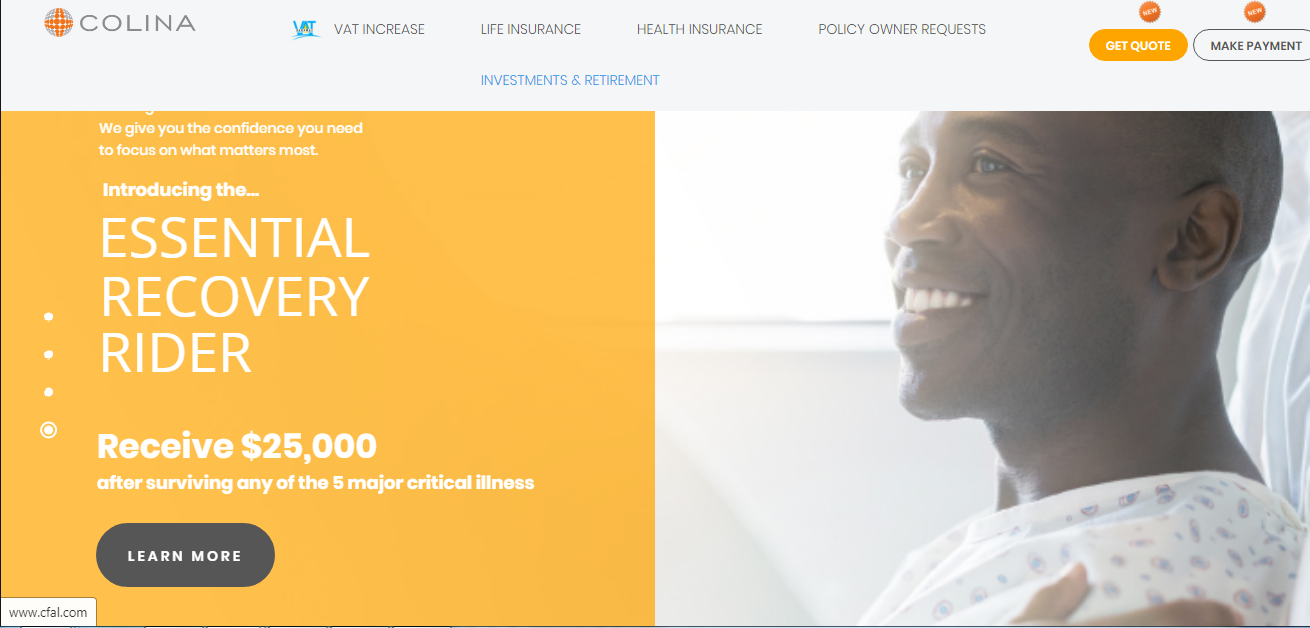 COLINA
VAT
VAT INCREASE
LIFE INSURANCE
HEALTH INSURANCE
POLICY OWNER REQUESTS
NEW
GET QUOTE
NEW
MAKE PAYMENT
INVESTMENTS & RETIREMENT
We give you the confidence you need
to focus on what matters most.
Introducing the...
ESSENTIAL
RECOVERY
RIDER
Receive $25,000
after surviving any of the 5 major critical illness
LEARN MORE
www.cfal.com